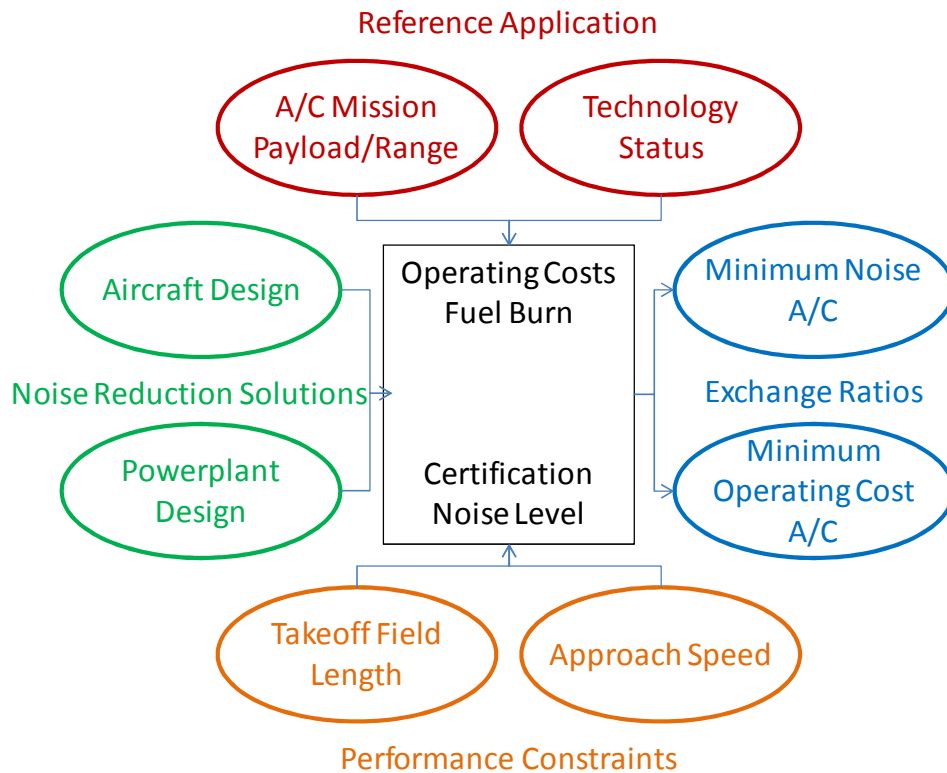 Reference Application
A/C Mission
Payload/Range
Technology
Status
Aircraft Design
Noise Reduction Solutions
Powerplant
Design
Operating Costs
Fuel Burn
Certification
Noise Level
Minimum Noise
A/C
Exchange Ratios
Minimum
Operating Cost
A/C
Takeoff Field
Length
Approach Speed
Performance Constraints